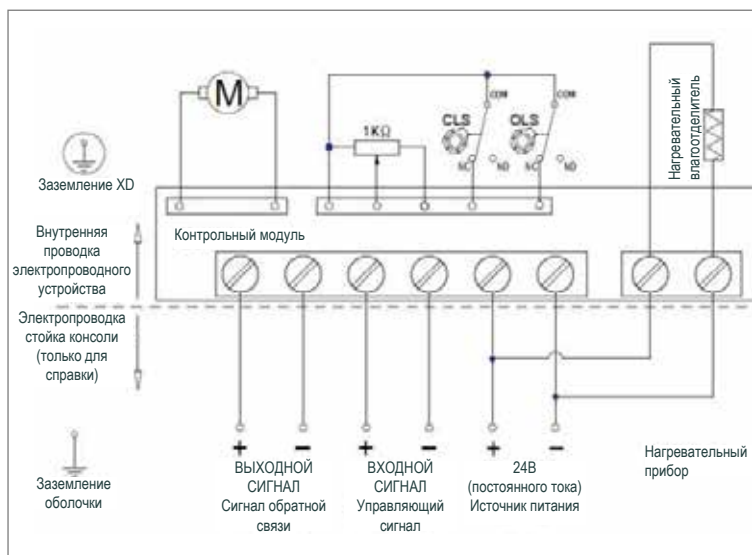 M
1KΩ
CLS
COM
NC
NO
OLS
COM
NC
NO
Нагревательный
влагоотделитель
Заземление XD
Внутренняя
проводка
электропроводного
устройства
Контрольный модуль
Электропроводка
стойка консоли
(только для
справки)
Заземление
оболочки
+
−
+
−
+
−
ВЫХОДНОЙ
СИГНАЛ
Сигнал обратной
связи
ВХОДНОЙ
СИГНАЛ
Управляющий
сигнал
24В
(постоянного тока)
Источник питания
Нагревательный
прибор